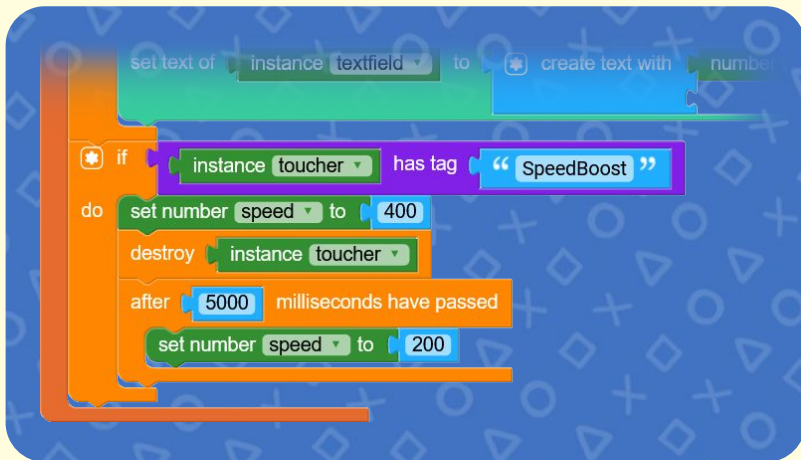 set text of instance textfield to create text with number
if instance toucher has tag “ SpeedBoost ”
do set number speed to 400
destroy instance toucher
after 5000 milliseconds have passed
set number speed to 200